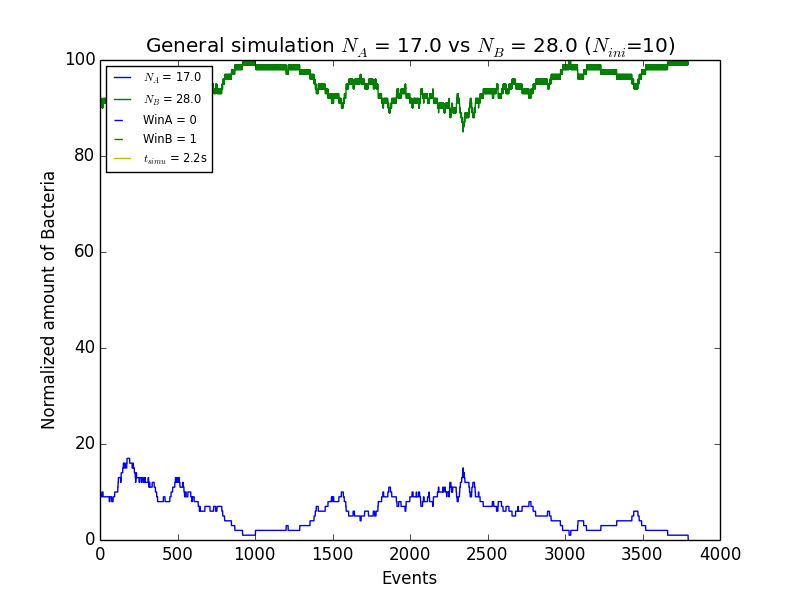 General simulation N_A = 17.0 vs N_B = 28.0 (N_ini=10)
Normalized amount of Bacteria
100
80
60
40
20
0
N_A = 17.0
N_B = 28.0
WinA = 0
WinB = 1
t_simu = 2.2s
0 500 1000 1500 2000 2500 3000 3500 4000
Events